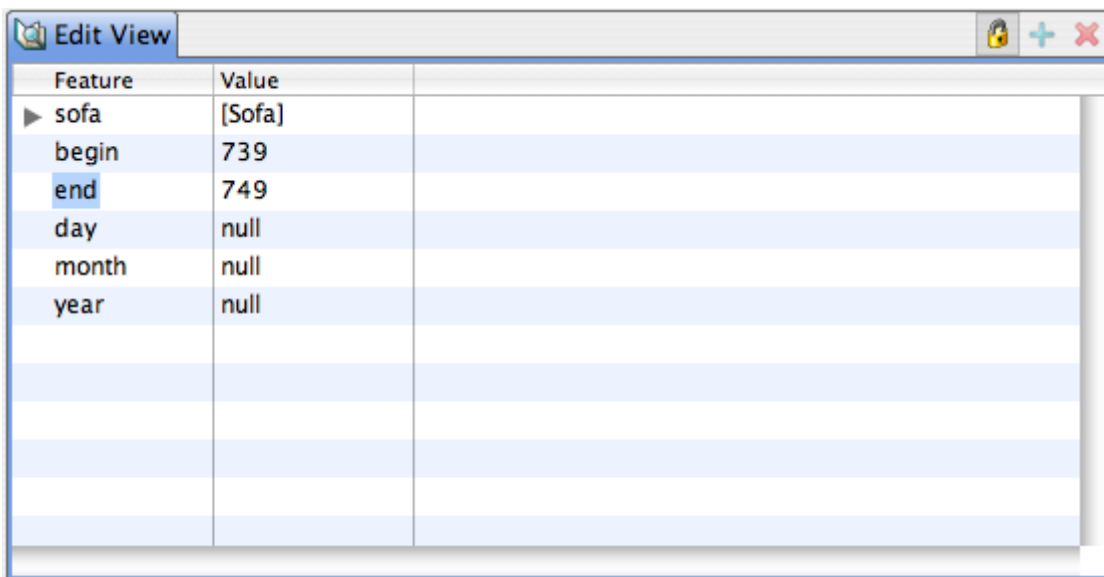 Edit View
Feature Value
sofa [Sofa]
begin 739
end 749
day null
month null
year null